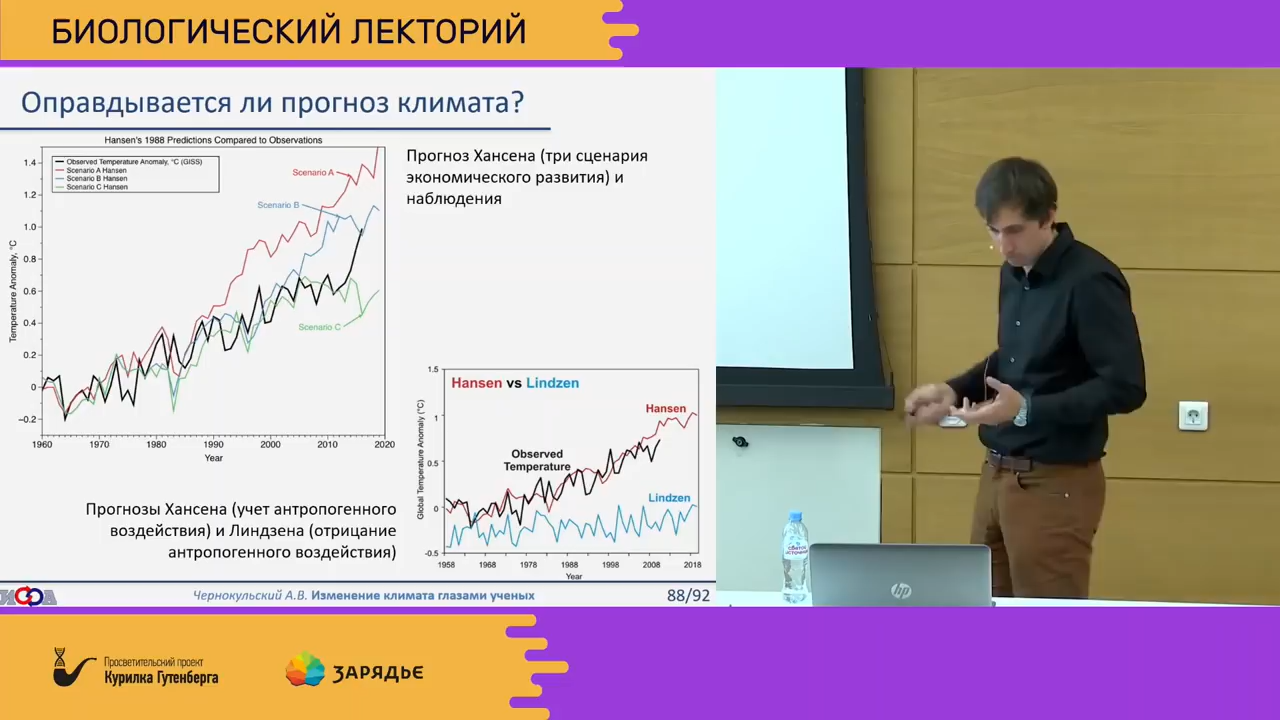 БИОЛОГИЧЕСКИЙ ЛЕКТОРИЙ
Оправдывается ли прогноз климата?
Hansen's 1988 Predictions Compared to Observations
Observed Temperature Anomaly, °C (GISS)
Scenario A Hansen
Scenario B Hansen
Scenario C Hansen
Scenario A
Scenario B
Scenario C
Temperature Anomaly, °C
1.4
1.2
1.0
0.8
0.6
0.4
0.2
0
−0.2
1960
1970
1980
1990
2000
2010
2020
Year
Прогноз Хансена (три сценария
экономического развития) и
наблюдения
Hansen vs Lindzen
Hansen
Observed
Temperature
Lindzen
Global Temperature Anomaly (°C)
1.5
1
0.5
0
-0.5
1958
1968
1978
1988
1998
2008
2018
Year
Прогнозы Хансена (учет антропогенного
воздействия) и Линдзена (отрицание
антропогенного воздействия)
ИФА
Чернокульский А.В. Изменение климата глазами ученых
88/92
hp
Просветительский проект
Курилка Гутенберга
ЗАРЯДЬЕ